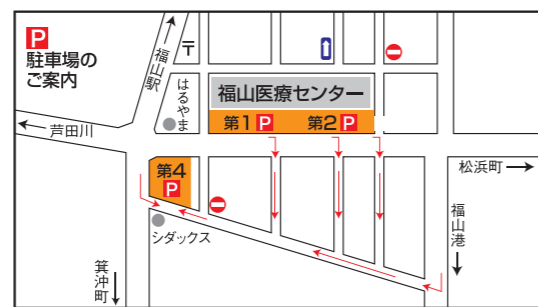 P
駐車場の
ご案内
福山駅
〒
はるやま
福山医療センター
第1 P
第2 P
芦田川
第4
P
松浜町
シダックス
福山港
箕沖町